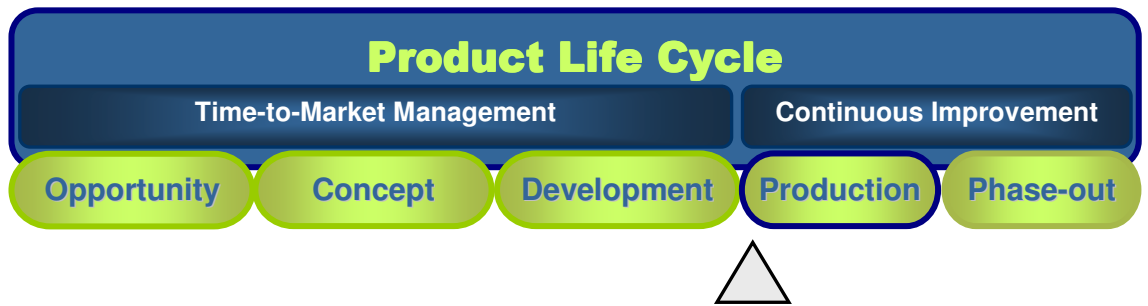 Product Life Cycle
Time-to-Market Management Continuous Improvement
Opportunity Concept Development Production Phase-out